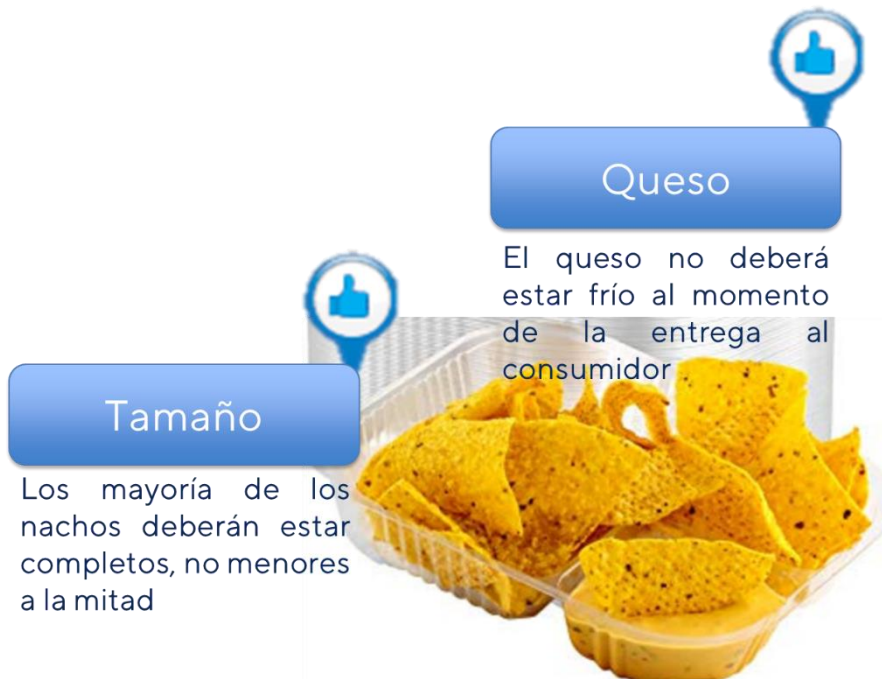 Queso
El queso no deberá
estar frío al momento
de la entrega al
consumidor
Tamaño
Los mayoría de los
nachos deberán estar
completos, no menores
a la mitad